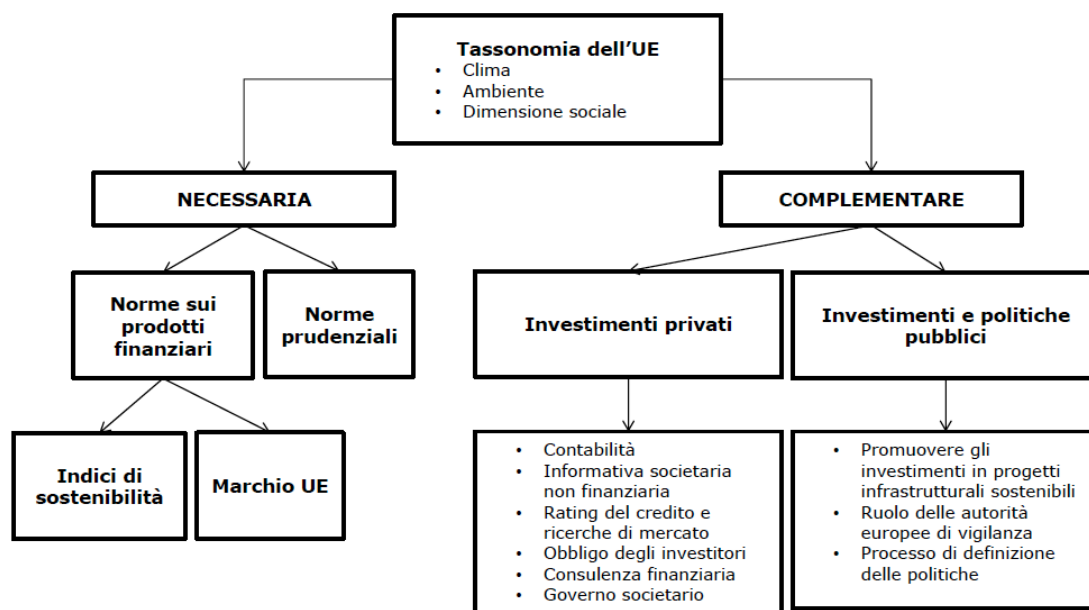 Tassonomia dell'UE
• Clima
• Ambiente
• Dimensione sociale
NECESSARIA
COMPLEMENTARE
Norme sui
prodotti
finanziari
Norme
prudenziali
Investimenti privati
Investimenti e politiche
pubblici
Indici di
sostenibilità
Marchio UE
• Contabilità
• Informativa societaria
non finanziaria
• Rating del credito e
ricerche di mercato
• Obbligo degli investitori
• Consulenza finanziaria
• Governo societario
• Promuovere gli
investimenti in progetti
infrastrutturali sostenibili
• Ruolo delle autorità
europee di vigilanza
• Processo di definizione
delle politiche